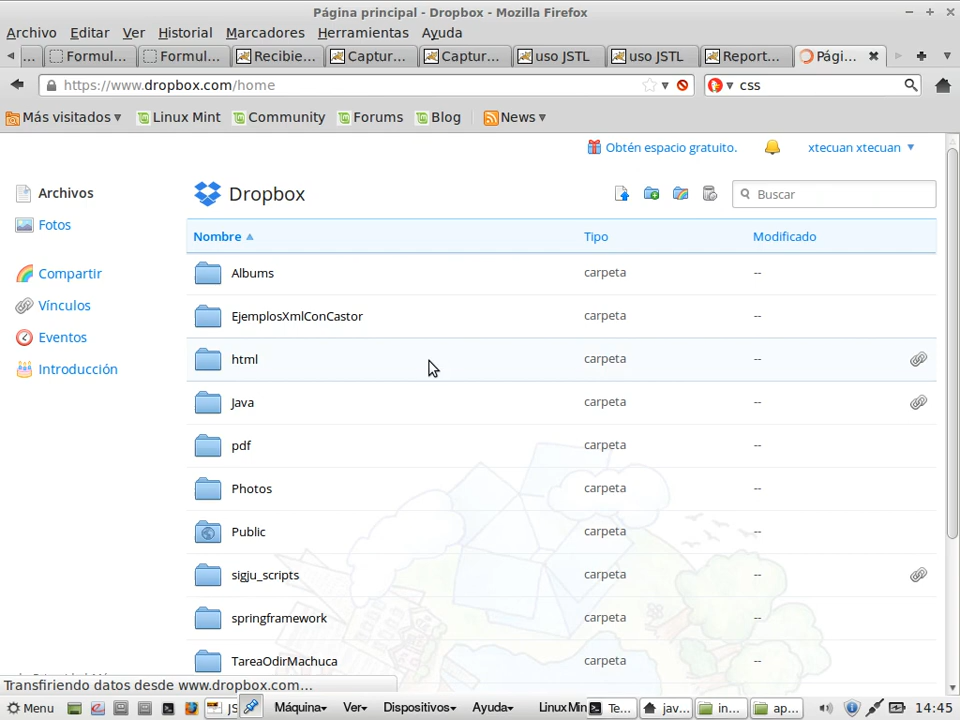 Página principal - Dropbox - Mozilla Firefox
Archivo Editar Ver Historial Marcadores Herramientas Ayuda
... Formul... Formul... Recibie... Captur... Captur... uso JSTL uso JSTL Report... Pági...
https://www.dropbox.com/home css
Más visitados Linux Mint Community Forums Blog News
Obtén espacio gratuito. xtecuan xtecuan
Archivos
Fotos
Compartir
Vínculos
Eventos
Introducción
Dropbox Buscar
Nombre Tipo Modificado
Albums carpeta --
EjemplosXmlConCastor carpeta --
html carpeta --
Java carpeta --
pdf carpeta --
Photos carpeta --
Public carpeta --
sigju_scripts carpeta --
springframework carpeta --
TareaOdirMachuca carpeta --
Transfiriendo datos desde www.dropbox.com...
Menu JS Máquina Ver Dispositivos Ayuda LinuxMin Te... jav... in... ap... 14:45